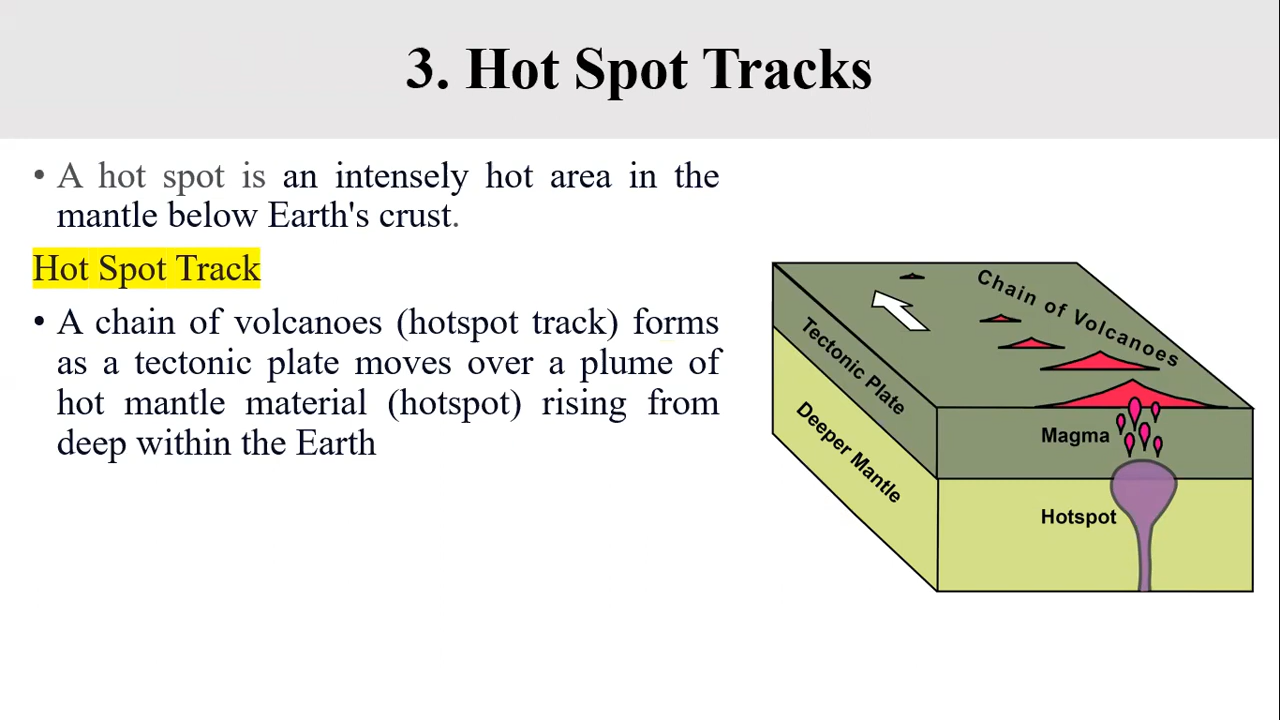 3. Hot Spot Tracks
• A hot spot is an intensely hot area in the
mantle below Earth's crust.
Hot Spot Track
• A chain of volcanoes (hotspot track) forms
as a tectonic plate moves over a plume of
hot mantle material (hotspot) rising from
deep within the Earth
Chain of Volcanoes
Tectonic Plate
Deeper Mantle
Magma
Hotspot